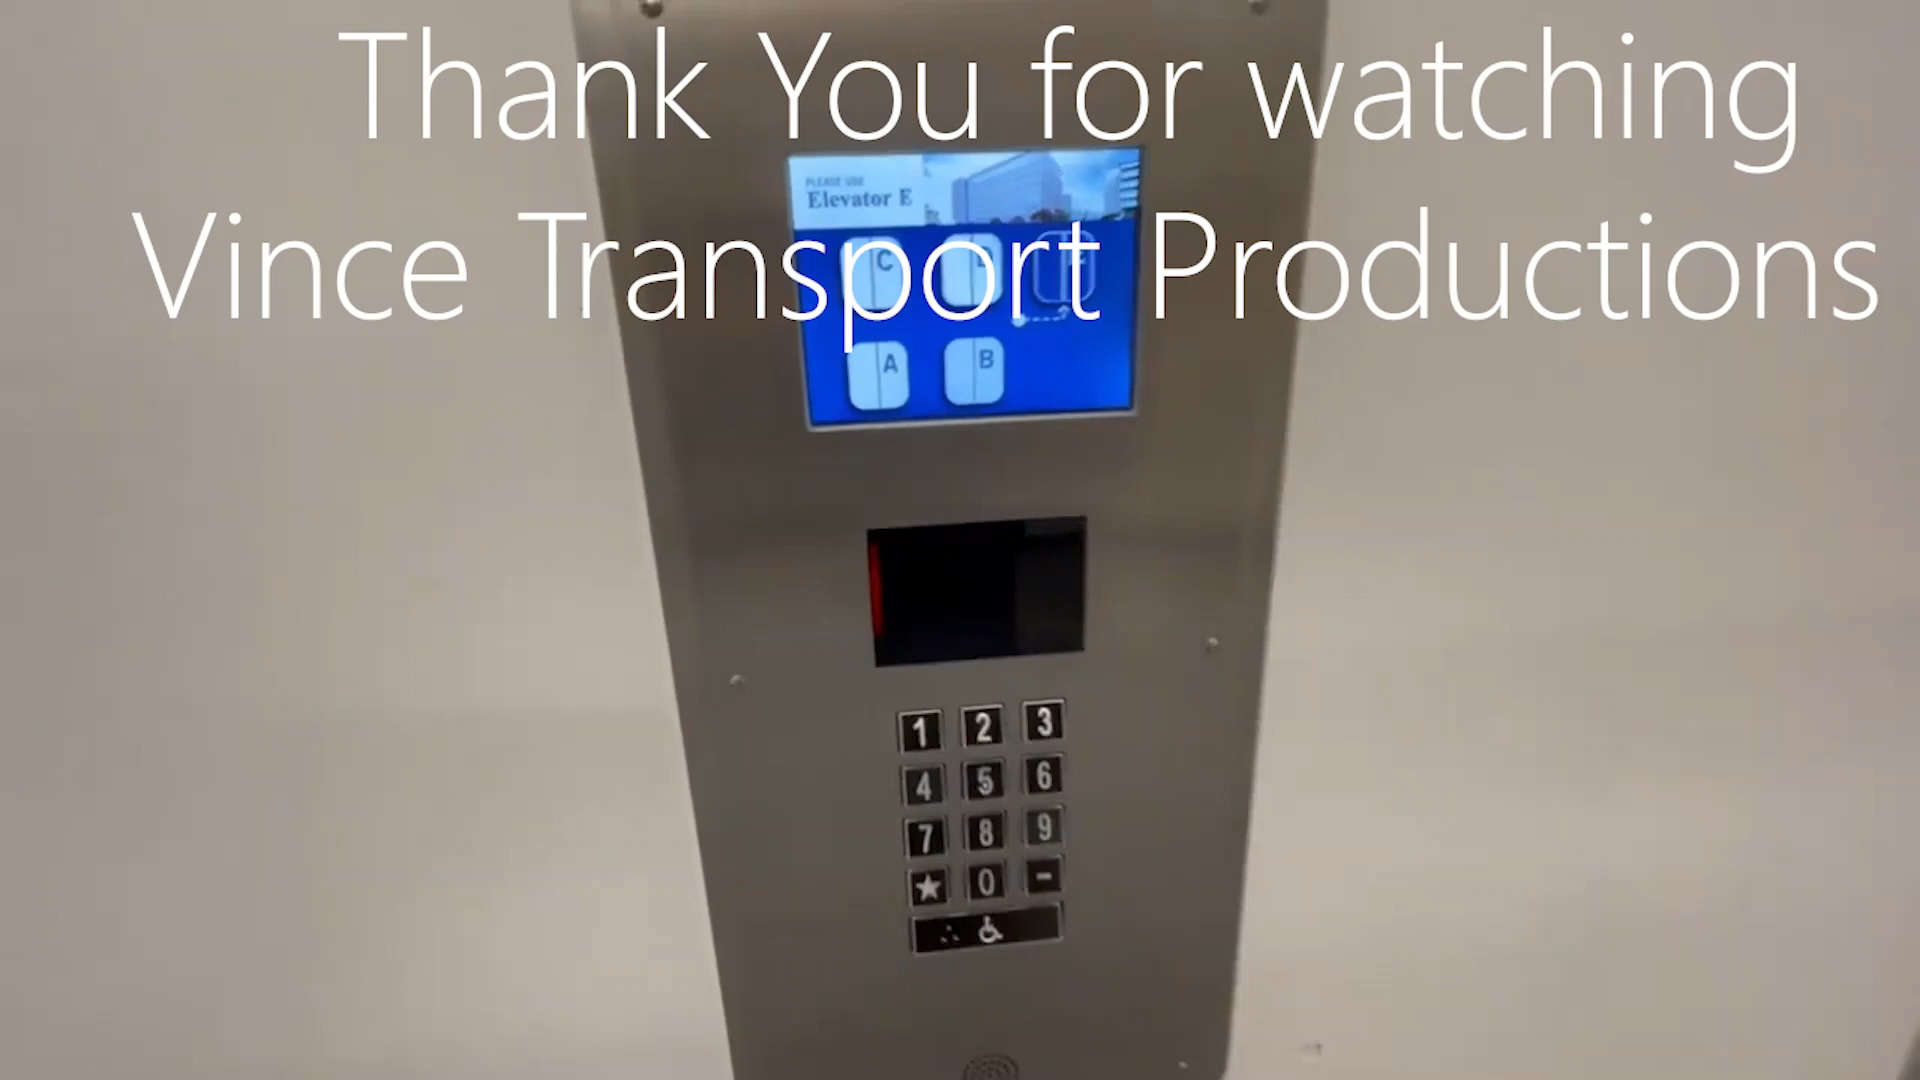 Thank You for watching
Vince Transport Productions
PLEASE USE
Elevator E
C
A B
1 2 3
4 5 6
7 8 9
★ 0 -